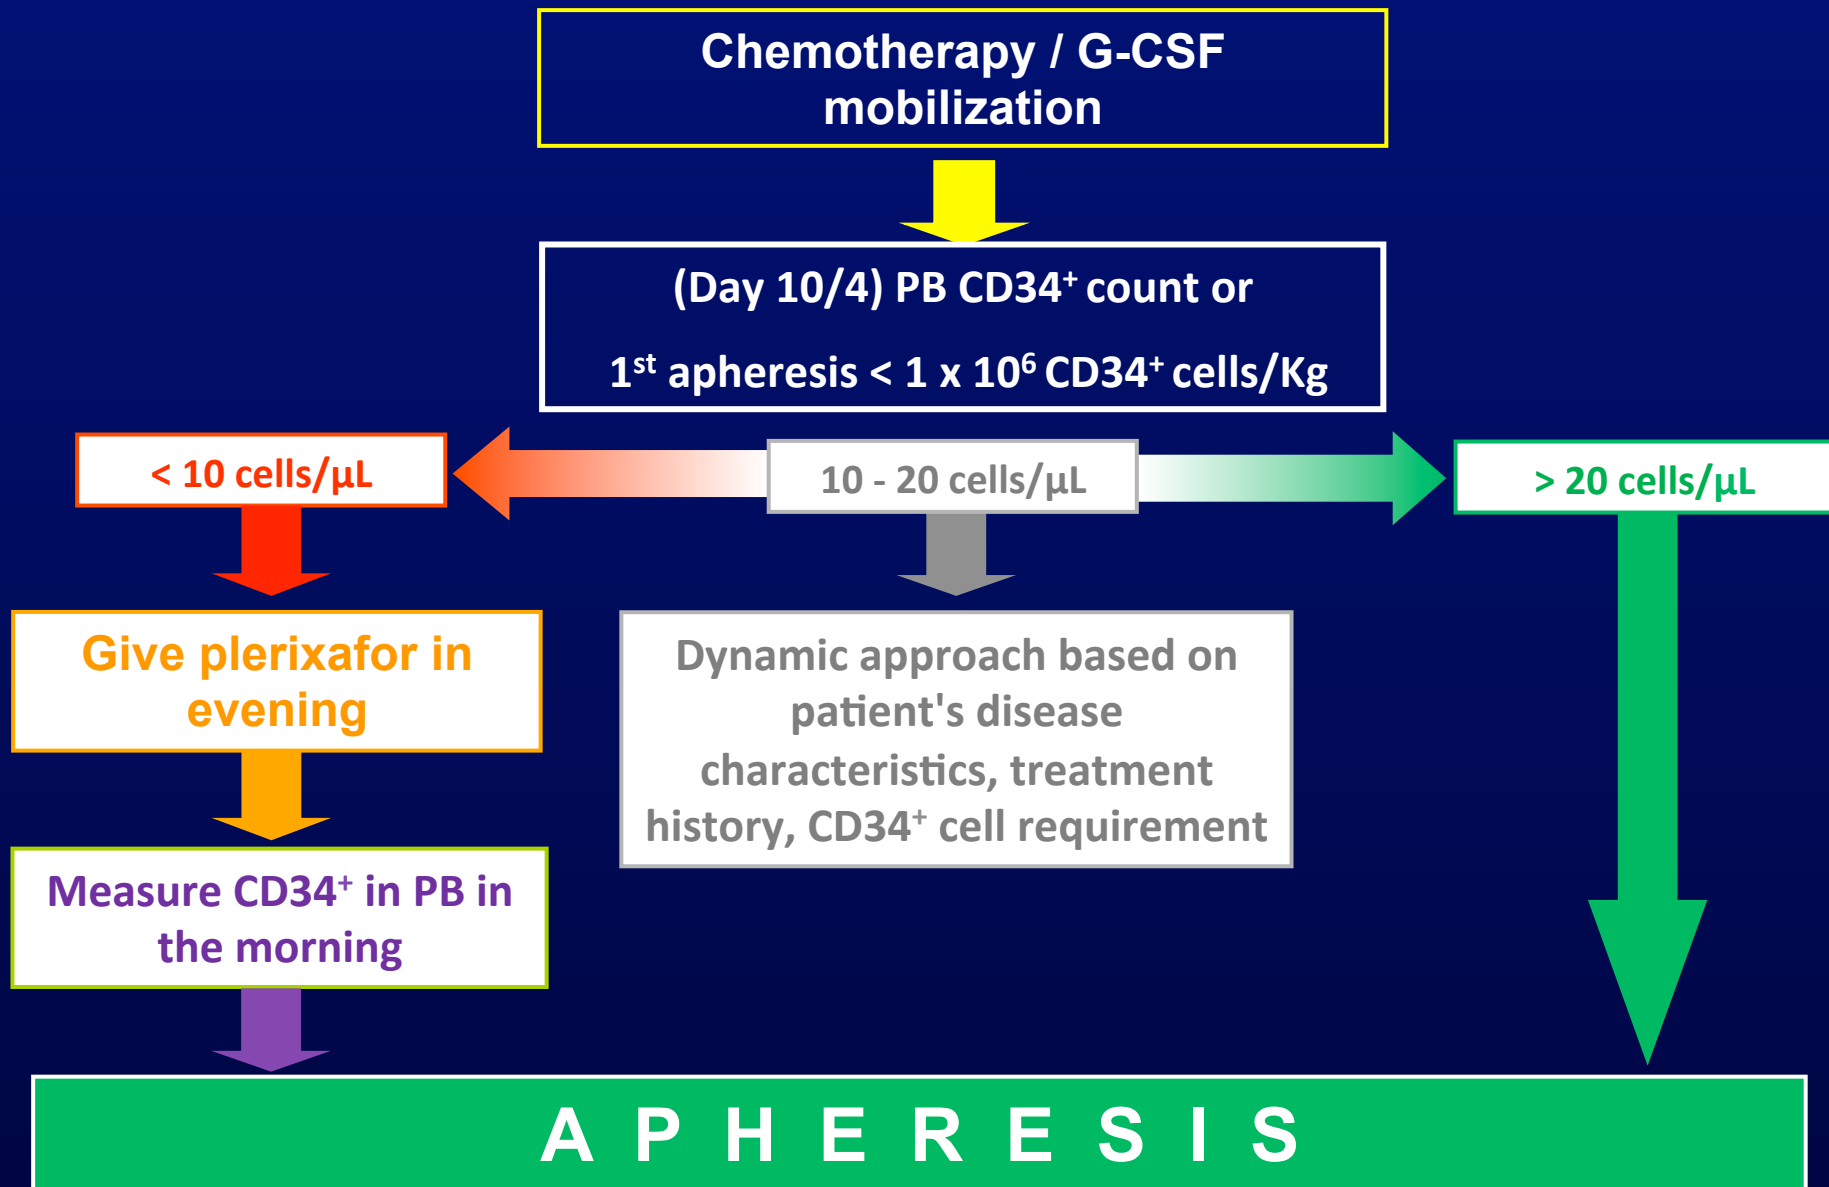 Chemotherapy / G-CSF
mobilization
(Day 10/4) PB CD34⁺ count or
1ˢᵗ apheresis < 1 x 10⁶ CD34⁺ cells/Kg
< 10 cells/µL
10 - 20 cells/µL
> 20 cells/µL
Give plerixafor in
evening
Dynamic approach based on
patient's disease
characteristics, treatment
history, CD34⁺ cell requirement
Measure CD34⁺ in PB in
the morning
A P H E R E S I S